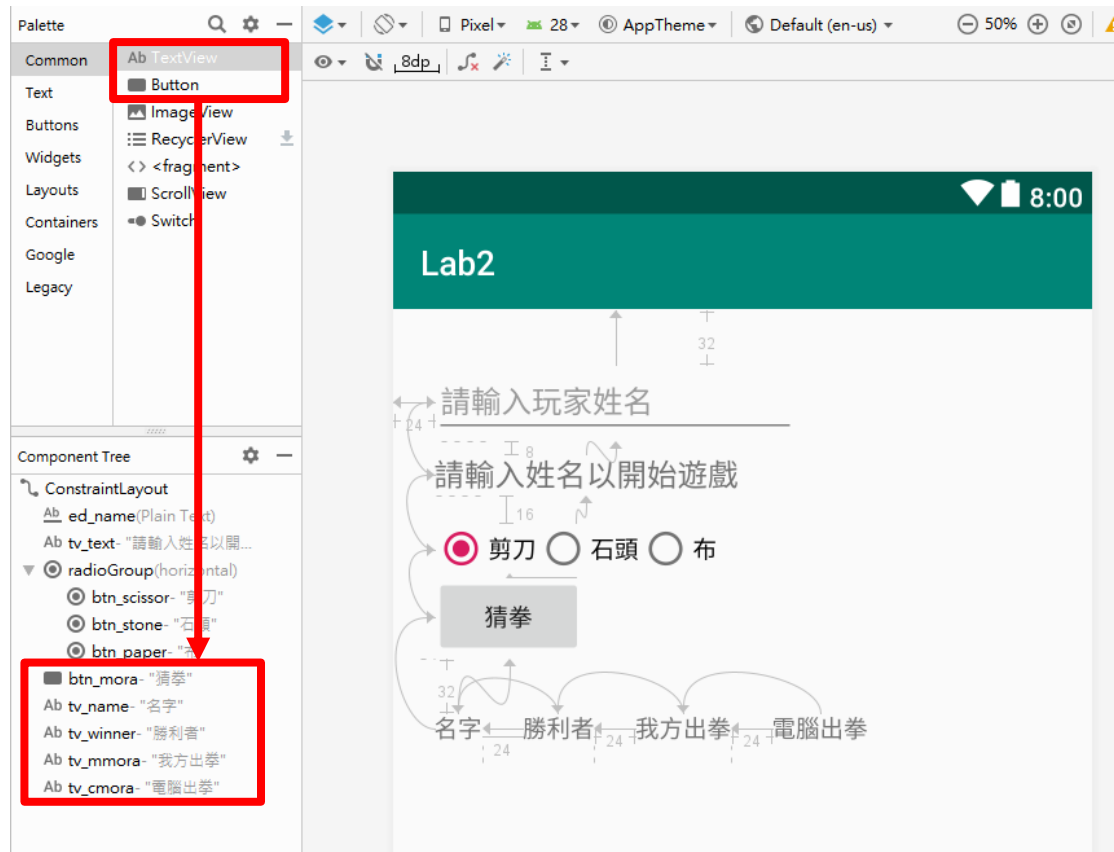 Palette
Pixel 28 AppTheme Default (en-us) 50%
Common
Text
Buttons
Widgets
Layouts
Containers
Google
Legacy
Ab TextView
Button
ImageView
RecyclerView
<> <fragment>
ScrollView
Switch
8dp
8:00
Lab2
32
請輸入玩家姓名
24
8
請輸入姓名以開始遊戲
16
剪刀 石頭 布
猜拳
32
名字 勝利者 我方出拳 電腦出拳
24 24 24
Component Tree
ConstraintLayout
Ab ed_name(Plain Text)
Ab tv_text- "請輸入姓名以開...
radioGroup(horizontal)
btn_scissor- "剪刀"
btn_stone- "石頭"
btn_paper- "布"
btn_mora- "猜拳"
Ab tv_name- "名字"
Ab tv_winner- "勝利者"
Ab tv_mmora- "我方出拳"
Ab tv_cmora- "電腦出拳"